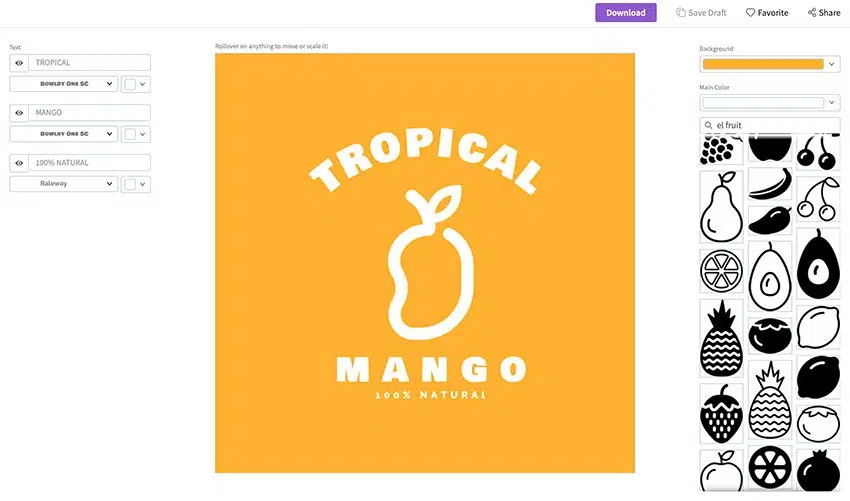 Download
Save Draft
Favorite
Share
Text
TROPICAL
Bowlby One SC
MANGO
Bowlby One SC
100% NATURAL
Raleway
Rollover on anything to move or scale it!
TROPICAL
MANGO
100% NATURAL
Background
Main Color
el fruit